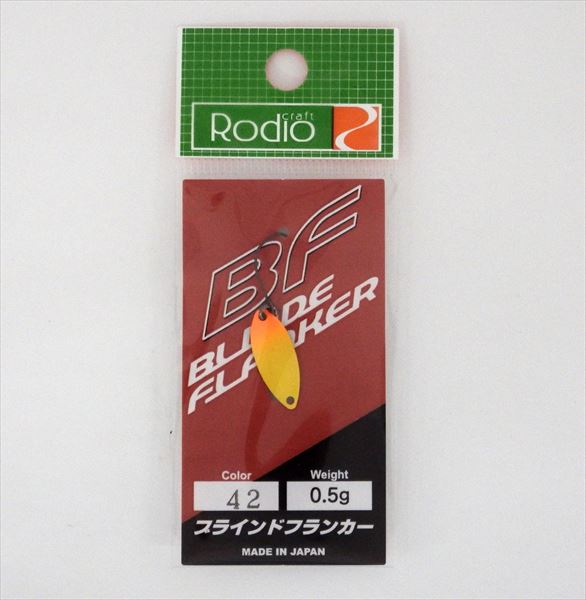 craft
Rodio
BF
FLANKER
Color
Weight
42
0.5g
ブラインドフランカー
MADE IN JAPAN